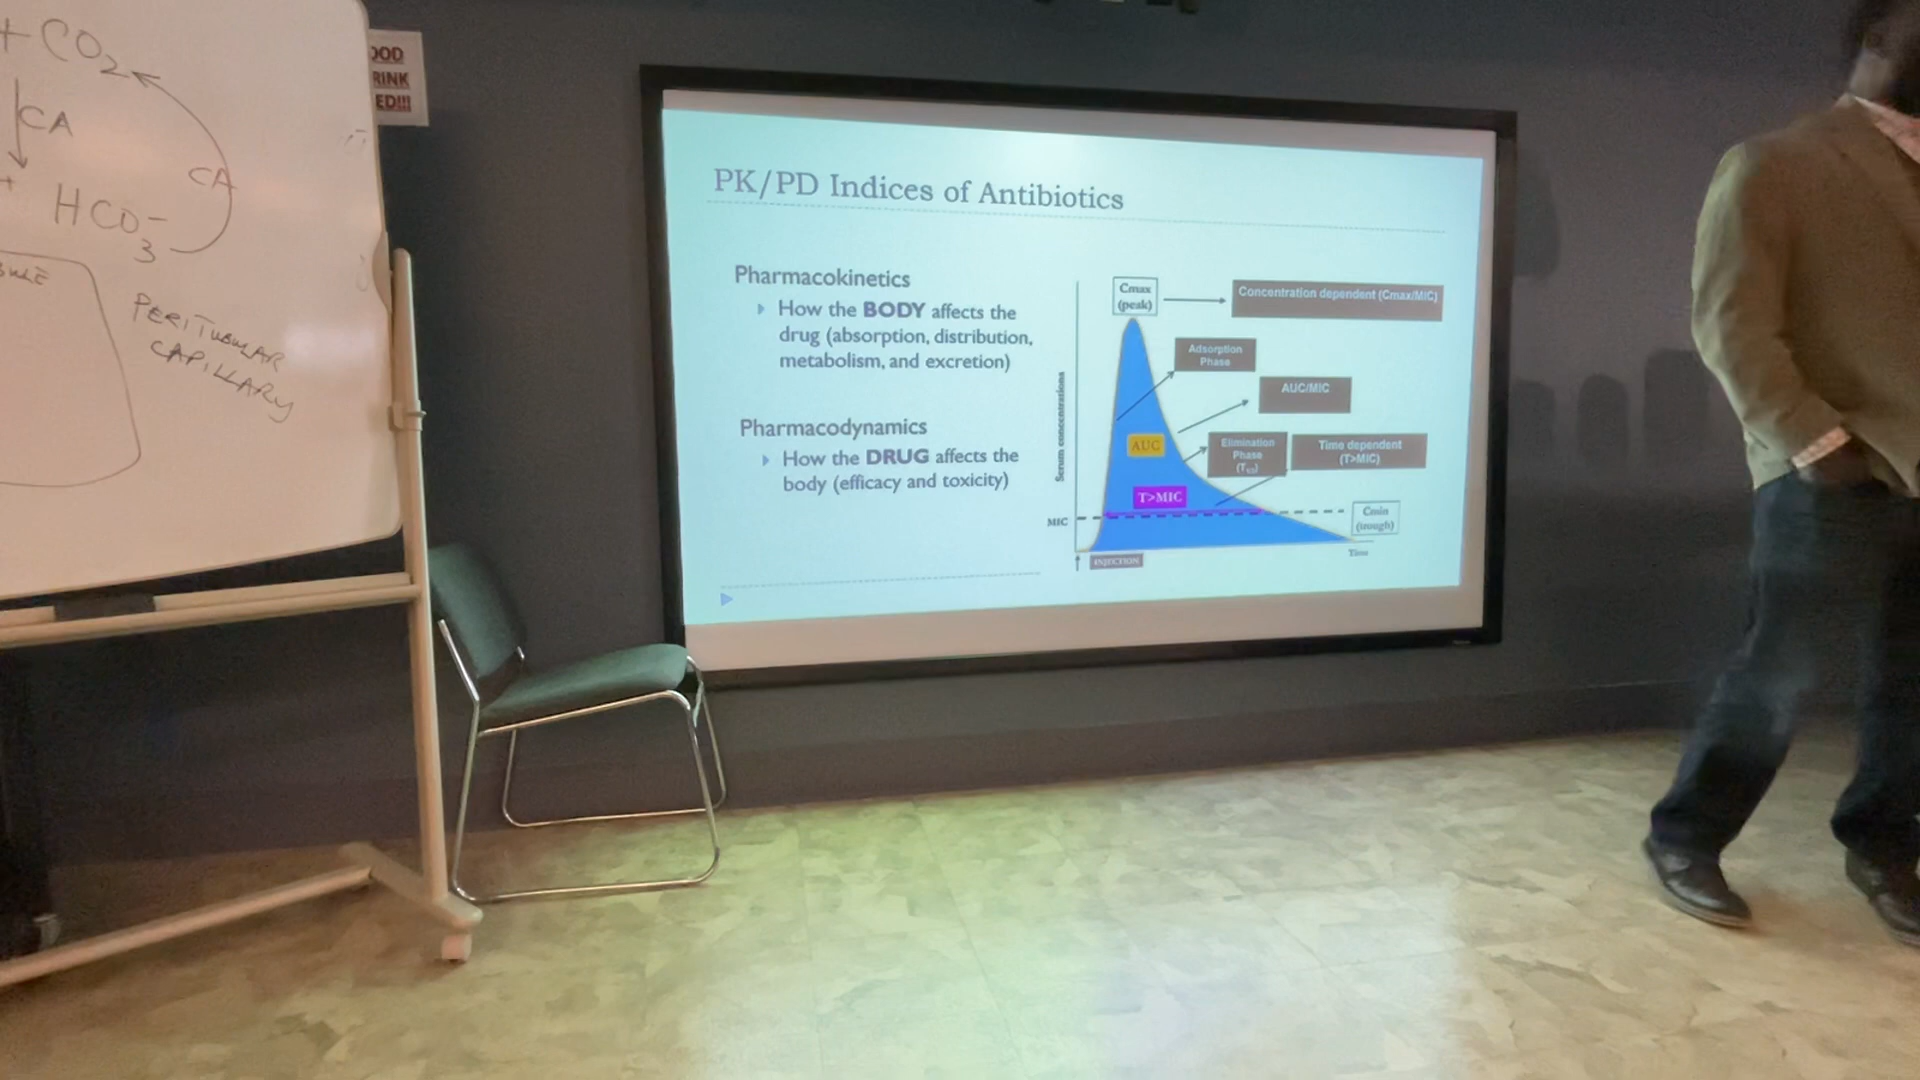 + CO2
CA
CA
+ HCO3-
PERITUBULAR
CAPILLARY
OOD
RINK
ED!!!
PK/PD Indices of Antibiotics
Pharmacokinetics
How the BODY affects the
drug (absorption, distribution,
metabolism, and excretion)
Pharmacodynamics
How the DRUG affects the
body (efficacy and toxicity)
Serum concentrations
Cmax
(peak)
Concentration dependent (Cmax/MIC)
Adsorption
Phase
AUC/MIC
AUC
Elimination
Phase
Time dependent
(T>MIC)
T>MIC
MIC
Cmin
(trough)
Time
INJECTION